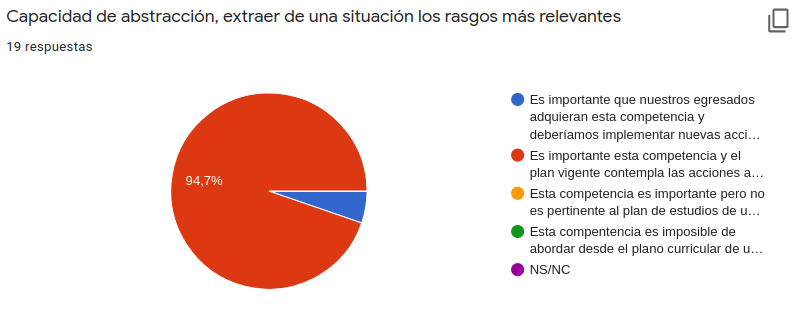 Capacidad de abstracción, extraer de una situación los rasgos más relevantes
19 respuestas
94,7%
Es importante que nuestros egresados
adquieran esta competencia y
deberíamos implementar nuevas acci…
Es importante esta competencia y el
plan vigente contempla las acciones a…
Esta competencia es importante pero no
es pertinente al plan de estudios de u…
Esta compentencia es imposible de
abordar desde el plano curricular de u…
NS/NC